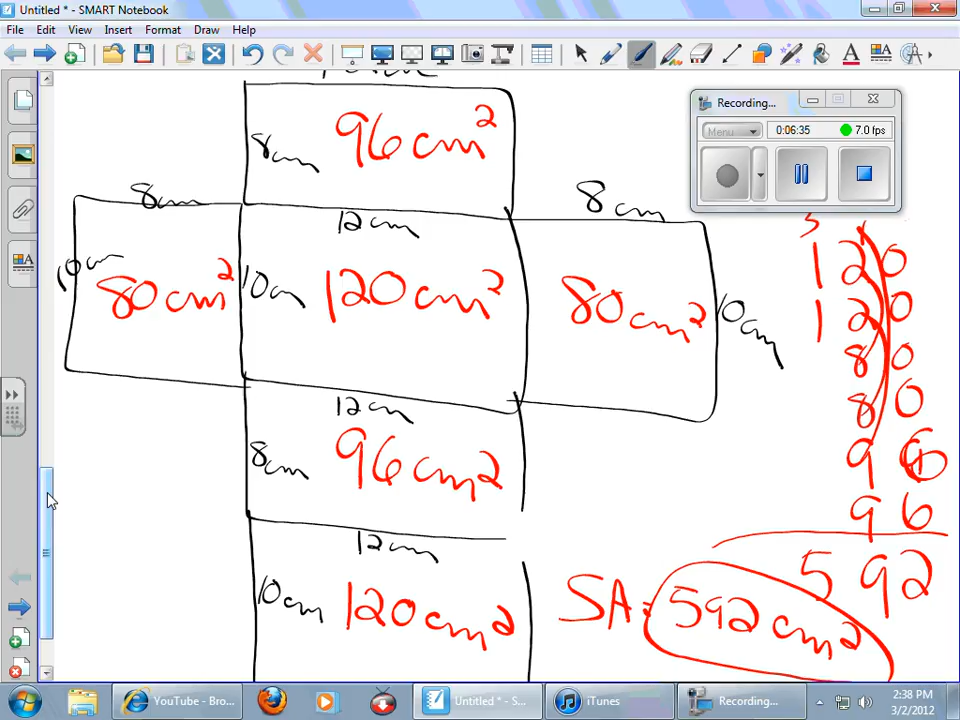 Untitled * - SMART Notebook
File Edit View Insert Format Draw Help
Recording...
Menu 0:06:35 7.0 fps
8cm 96cm²
8cm 8cm
12cm
10cm 80cm² 10cm 120cm² 80cm² 10cm
12cm
8cm 96cm²
12cm
10cm 120cm²
120
120
80
80
96
96
592
SA= 592cm²
YouTube - Bro... Untitled * - S... iTunes Recording...
2:38 PM
3/2/2012